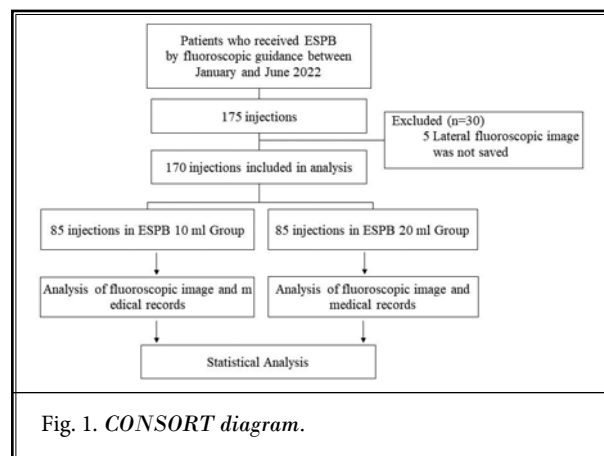 Patients who received ESPB
by fluoroscopic guidance between
January and June 2022
175 injections
Excluded (n=30)
5 Lateral fluoroscopic image
was not saved
170 injections included in analysis
85 injections in ESPB 10 ml Group
85 injections in ESPB 20 ml Group
Analysis of fluoroscopic image and m
edical records
Analysis of fluoroscopic image and
medical records
Statistical Analysis
Fig. 1. CONSORT diagram.